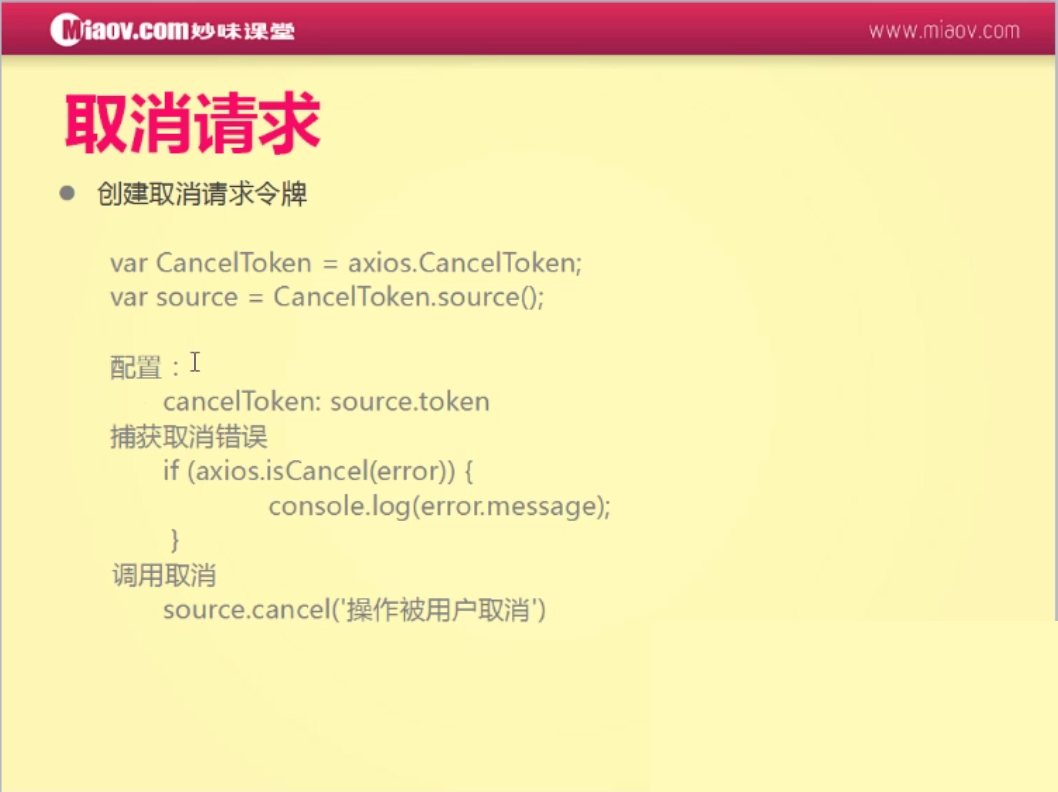 Miaov.com妙味课堂
www.miaov.com
取消请求
创建取消请求令牌
var CancelToken = axios.CancelToken;
var source = CancelToken.source();
配置：
cancelToken: source.token
捕获取消错误
if (axios.isCancel(error)) {
console.log(error.message);
}
调用取消
source.cancel('操作被用户取消')